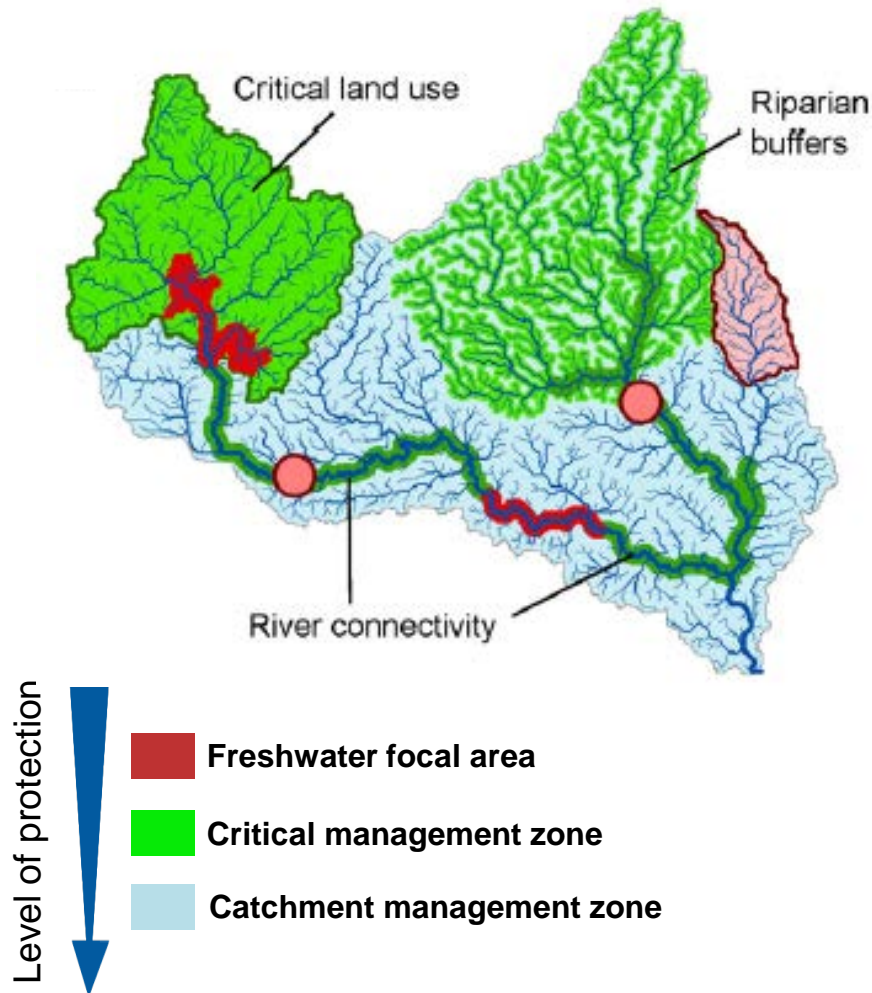 Critical land use
Riparian
buffers
River connectivity
Level of protection
Freshwater focal area
Critical management zone
Catchment management zone